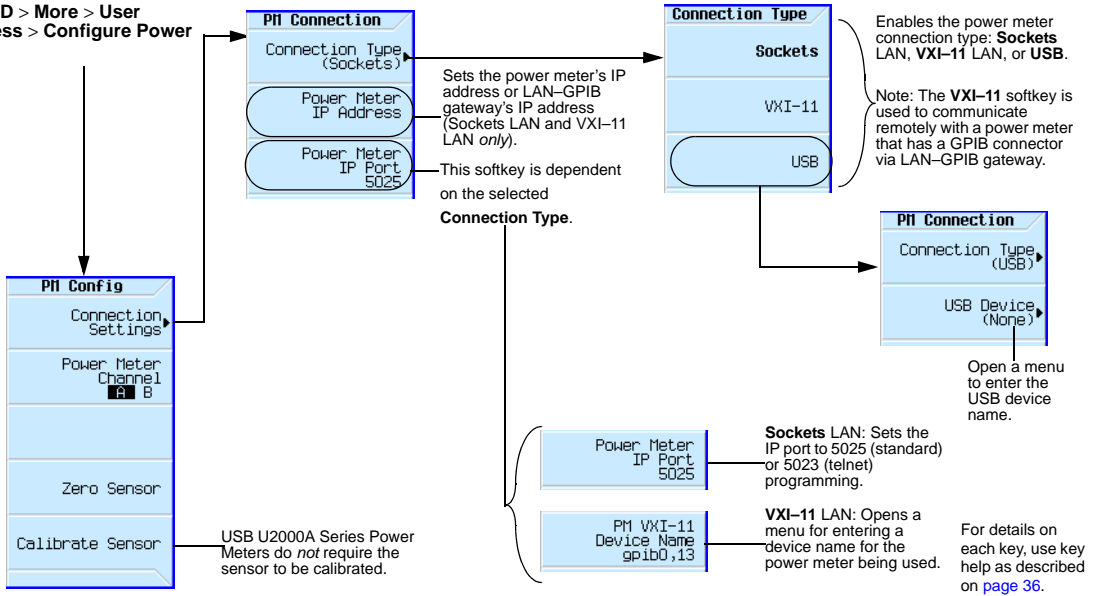 D > More > User
ess > Configure Power
PM Connection
Connection Type
(Sockets)
Power Meter
IP Address
Power Meter
IP Port
5025
Sets the power meter's IP
address or LAN–GPIB
gateway's IP address
(Sockets LAN and VXI–11
LAN only).
This softkey is dependent
on the selected
Connection Type.
Connection Type
Sockets
VXI-11
USB
Enables the power meter
connection type: Sockets
LAN, VXI–11 LAN, or USB.
Note: The VXI–11 softkey is
used to communicate
remotely with a power meter
that has a GPIB connector
via LAN–GPIB gateway.
PM Connection
Connection Type
(USB)
USB Device
(None)
Open a menu
to enter the
USB device
name.
PM Config
Connection
Settings
Power Meter
Channel
A B
Zero Sensor
Calibrate Sensor
USB U2000A Series Power
Meters do not require the
sensor to be calibrated.
Power Meter
IP Port
5025
Sockets LAN: Sets the
IP port to 5025 (standard)
or 5023 (telnet)
programming.
PM VXI-11
Device Name
gpib0,13
VXI–11 LAN: Opens a
menu for entering a
device name for the
power meter being used.
For details on
each key, use key
help as described
on page 36.